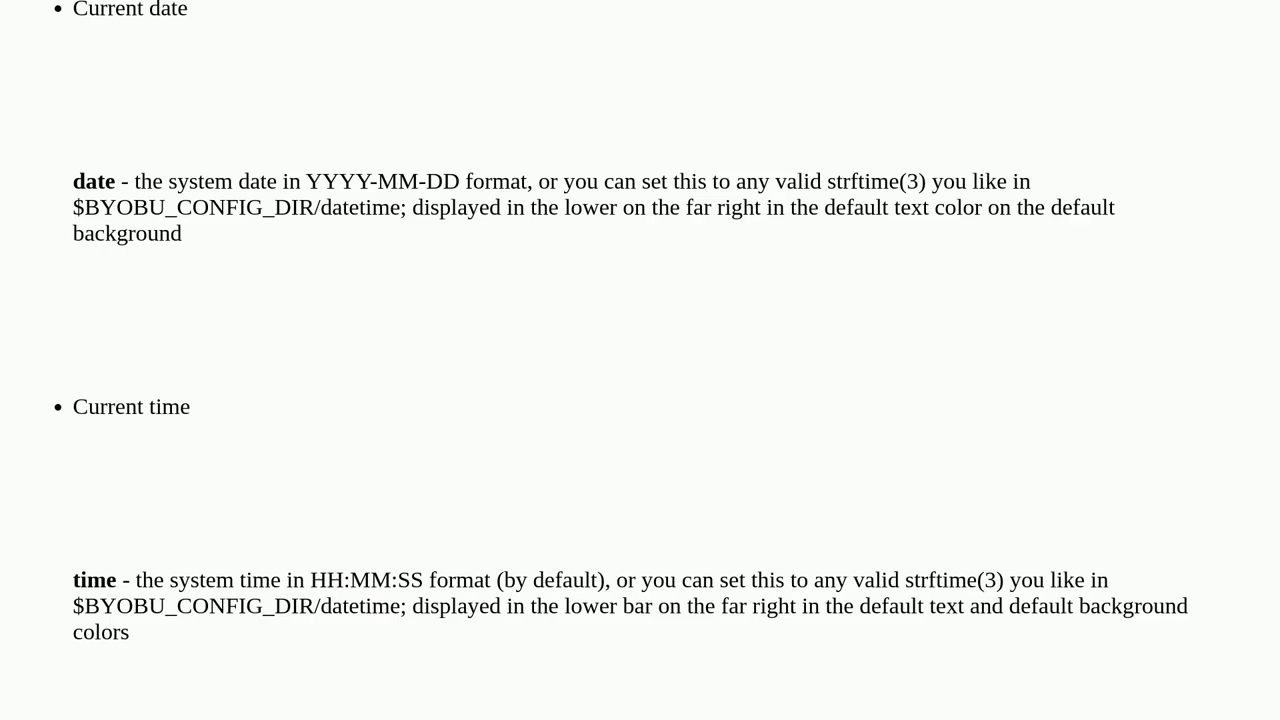 • Current date
date - the system date in YYYY-MM-DD format, or you can set this to any valid strftime(3) you like in
$BYOBU_CONFIG_DIR/datetime; displayed in the lower on the far right in the default text color on the default
background
• Current time
time - the system time in HH:MM:SS format (by default), or you can set this to any valid strftime(3) you like in
$BYOBU_CONFIG_DIR/datetime; displayed in the lower bar on the far right in the default text and default background
colors